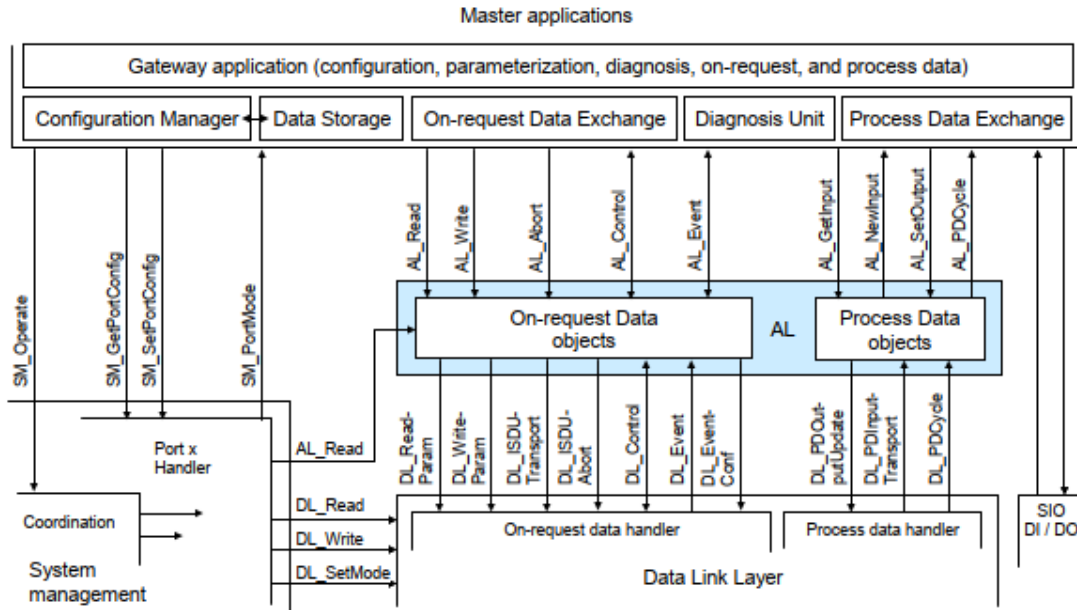 Master applications
Gateway application (configuration, parameterization, diagnosis, on-request, and process data)
Configuration Manager
Data Storage
On-request Data Exchange
Diagnosis Unit
Process Data Exchange
SM_Operate
SM_GetPortConfig
SM_SetPortConfig
SM_PortMode
AL_Read
AL_Write
AL_Abort
AL_Control
AL_Event
AL_GetInput
AL_NewInput
AL_SetOutput
AL_PDCycle
On-request Data
objects
AL
Process Data
objects
Port x
Handler
AL_Read
DL_Read-
Param
DL_Write-
Param
DL_ISDU-
Transport
DL_ISDU-
Abort
DL_Control
DL_Event
DL_Event-
Conf
DL_PDOut-
putUpdate
DL_PDInput-
Transport
DL_PDCycle
Coordination
System
management
DL_Read
DL_Write
DL_SetMode
On-request data handler
Process data handler
Data Link Layer
SIO
DI / DO